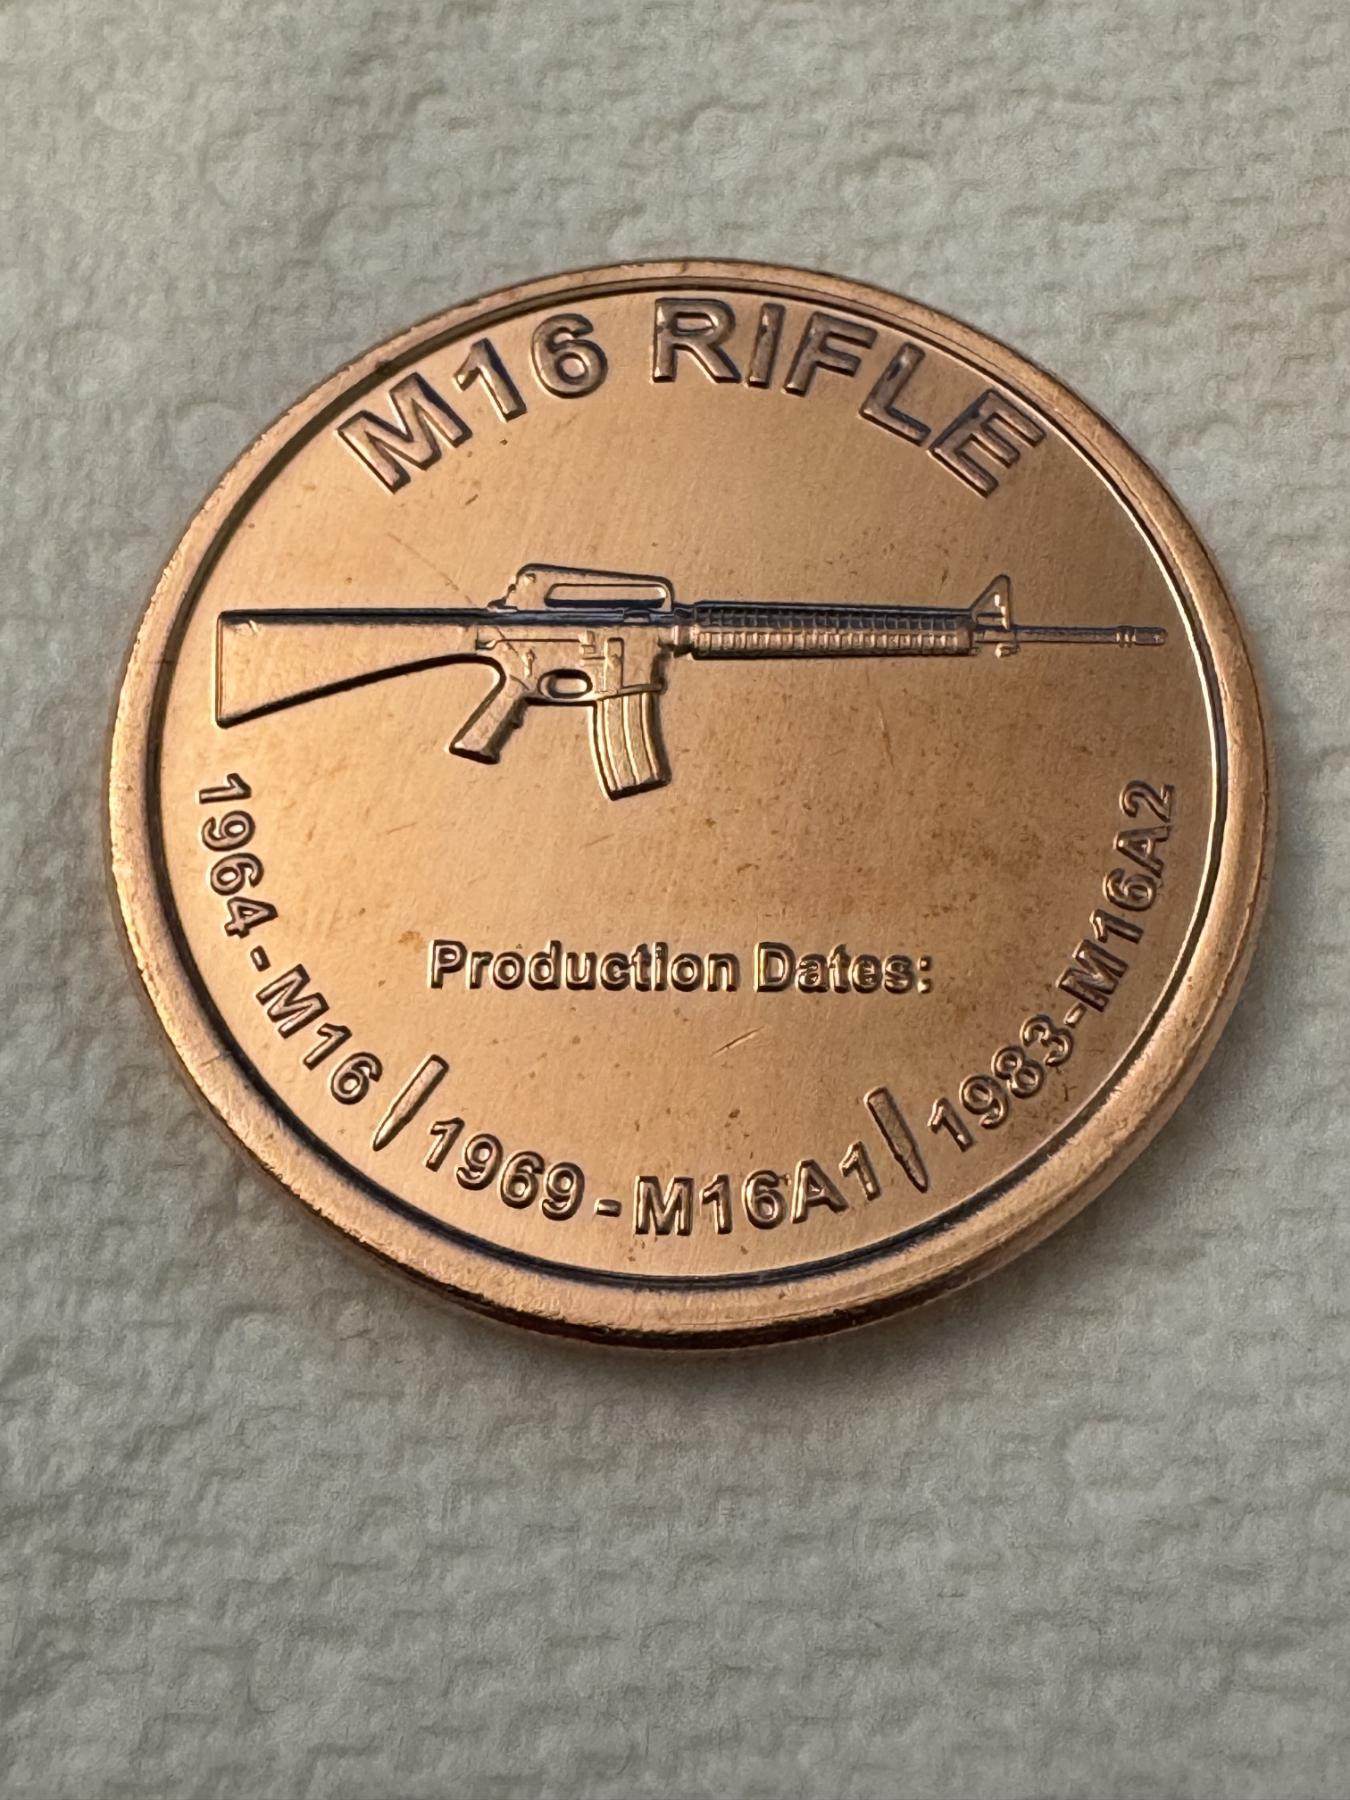 M16 RIFLE
Production Dates:
1964-M16
1969-M16A1
1983-M16A2